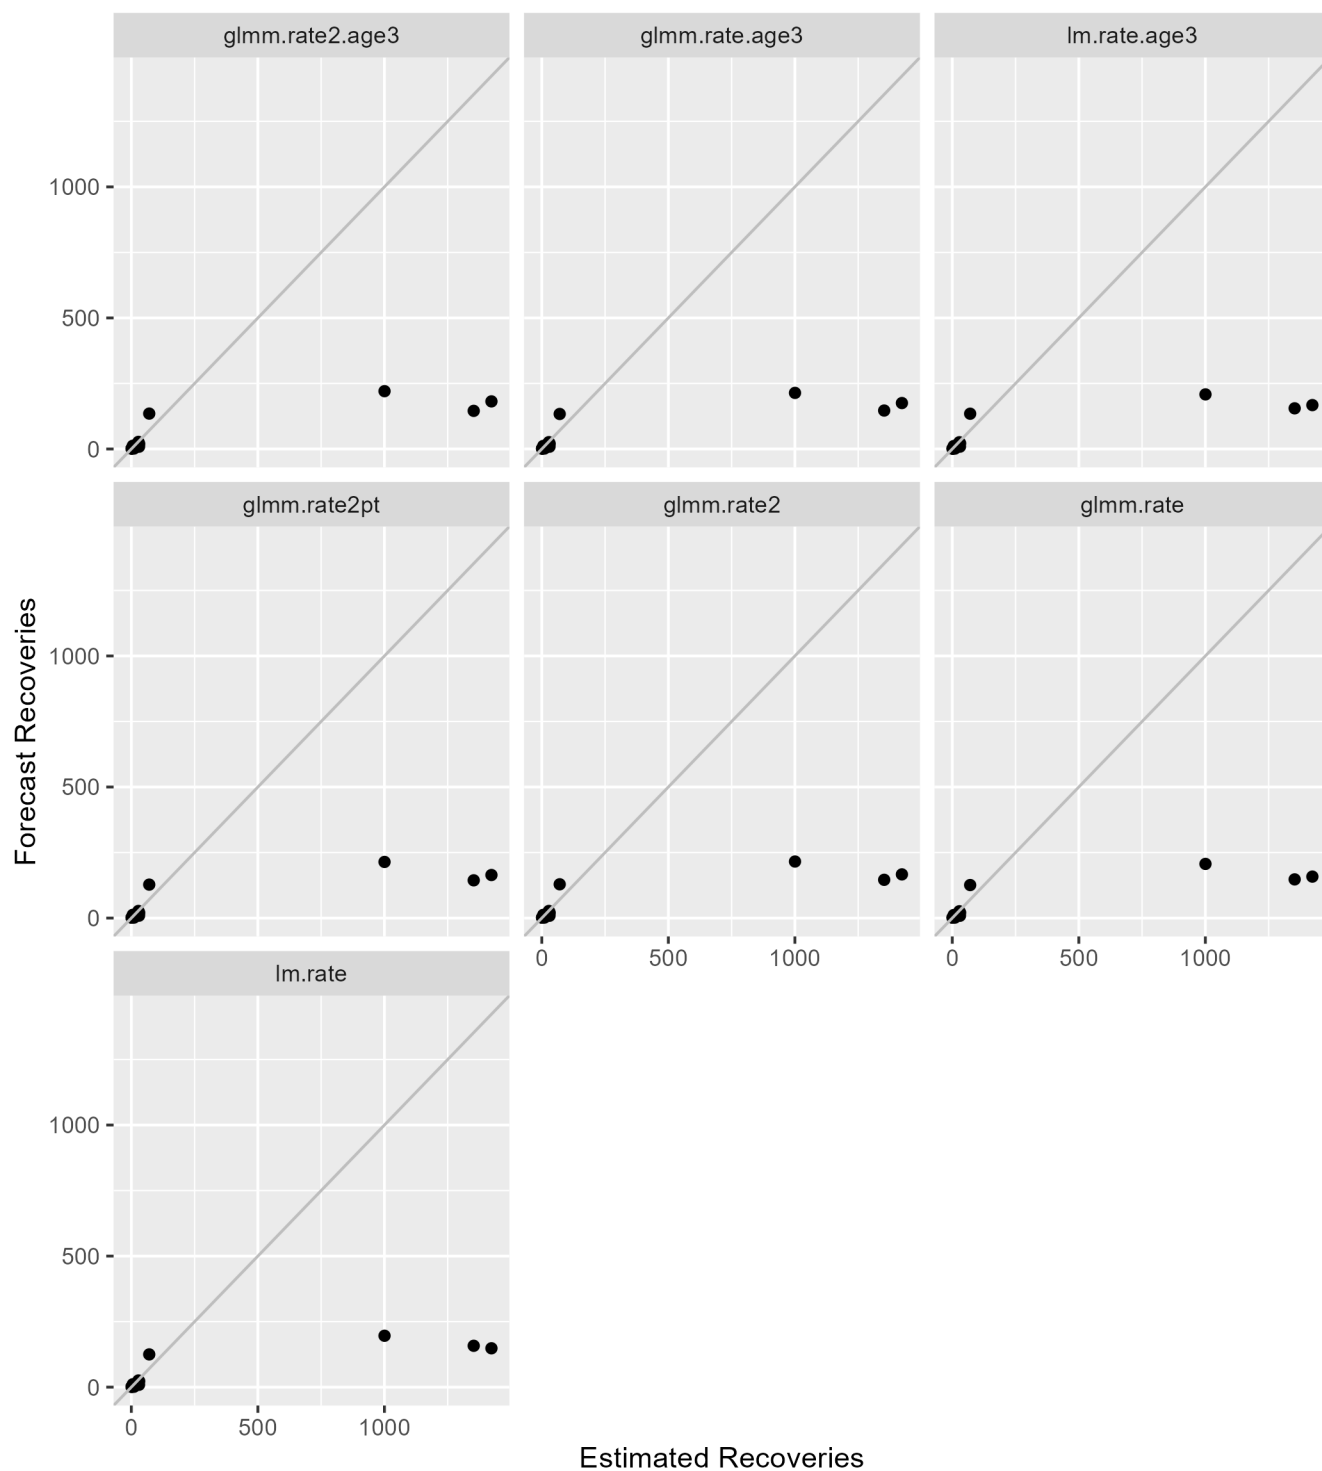 glmm.rate2.age3
glmm.rate.age3
lm.rate.age3
1000
500
0
glmm.rate2pt
glmm.rate2
glmm.rate
Forecast Recoveries
1000
500
0
0 500 1000
0 500 1000
lm.rate
1000
500
0
0 500 1000
Estimated Recoveries